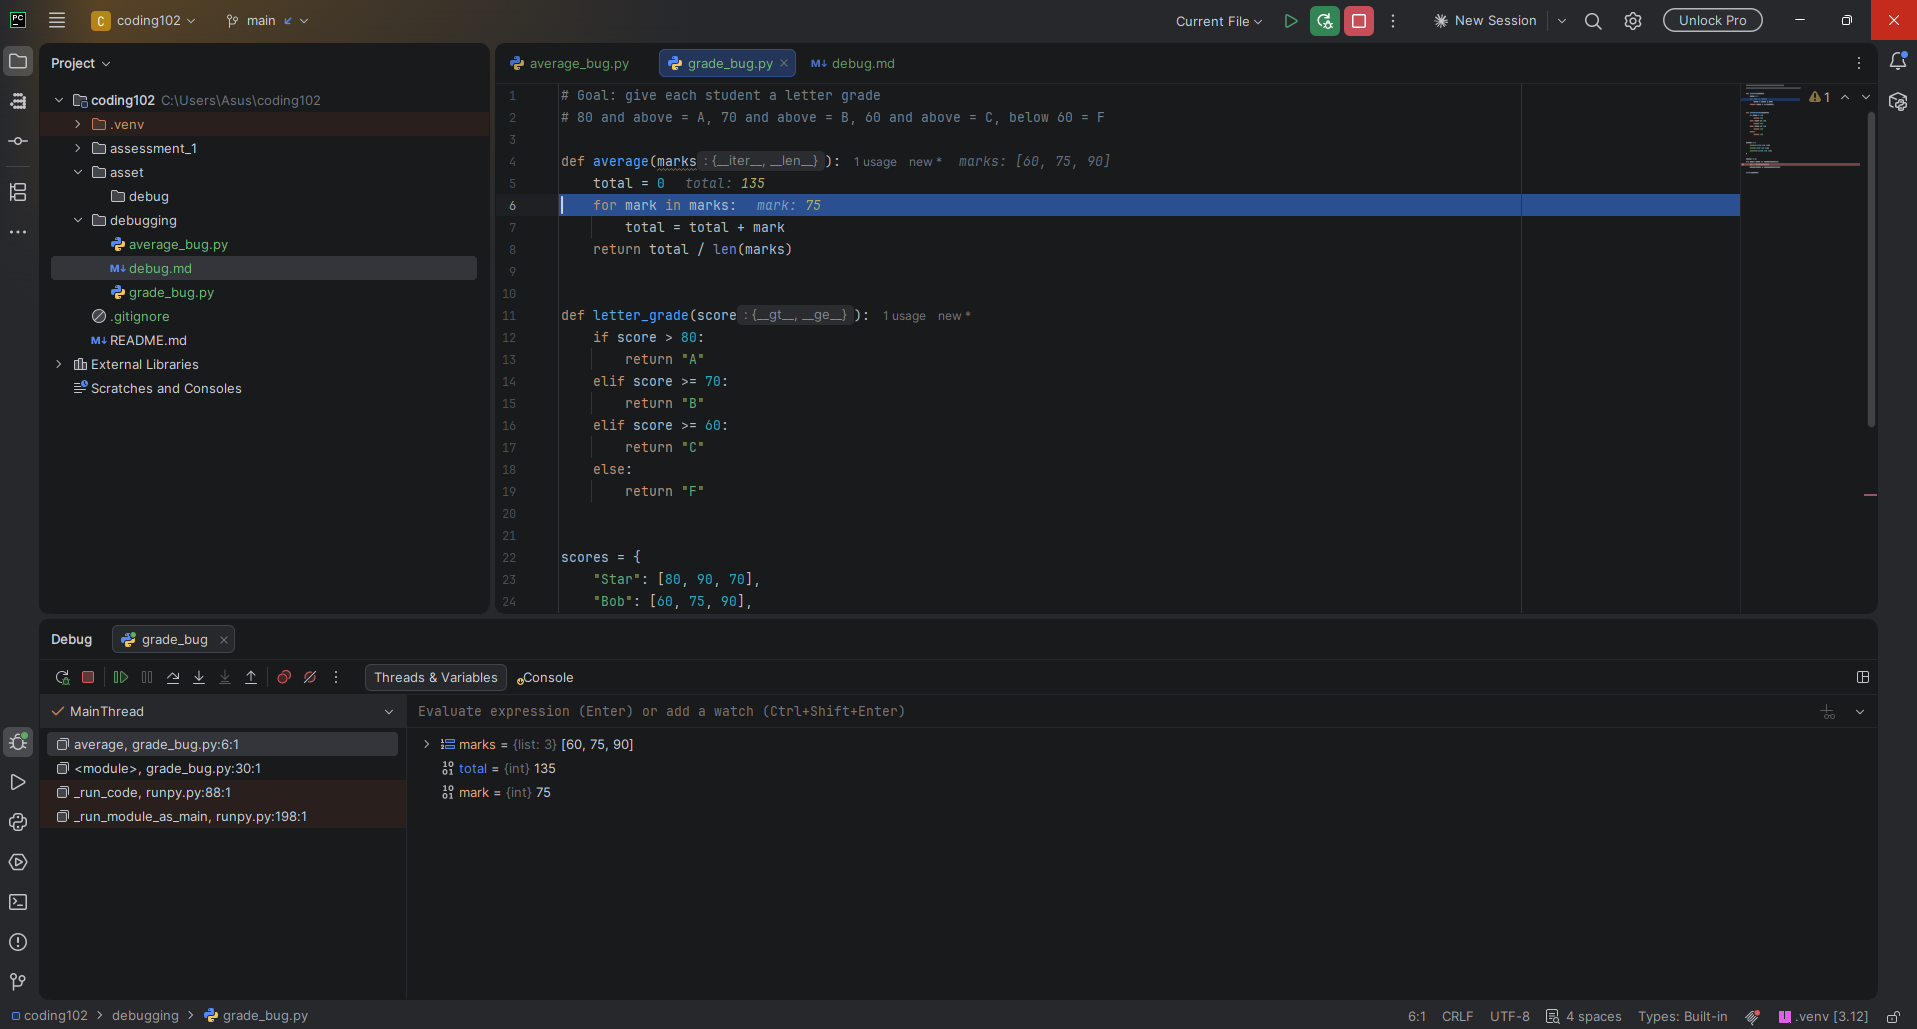 PC
C coding102
main
Current File
New Session
Unlock Pro
Project
coding102 C:\Users\Asus\coding102
.venv
assessment_1
asset
debug
debugging
average_bug.py
M↓ debug.md
grade_bug.py
.gitignore
M↓ README.md
External Libraries
Scratches and Consoles
average_bug.py
grade_bug.py
M↓ debug.md
1
1 # Goal: give each student a letter grade
2 # 80 and above = A, 70 and above = B, 60 and above = C, below 60 = F
3
4 def average(marks : {__iter__, __len__} ): 1 usage new * marks: [60, 75, 90]
5 total = 0 total: 135
6 for mark in marks: mark: 75
7 total = total + mark
8 return total / len(marks)
9
10
11 def letter_grade(score : {__gt__, __ge__} ): 1 usage new *
12 if score > 80:
13 return "A"
14 elif score >= 70:
15 return "B"
16 elif score >= 60:
17 return "C"
18 else:
19 return "F"
20
21
22 scores = {
23 "Star": [80, 90, 70],
24 "Bob": [60, 75, 90],
Debug
grade_bug
Threads & Variables
Console
MainThread
Evaluate expression (Enter) or add a watch (Ctrl+Shift+Enter)
average, grade_bug.py:6:1
<module>, grade_bug.py:30:1
_run_code, runpy.py:88:1
_run_module_as_main, runpy.py:198:1
marks = {list: 3} [60, 75, 90]
total = {int} 135
mark = {int} 75
coding102 > debugging > grade_bug.py
6:1 CRLF UTF-8 4 spaces Types: Built-in .venv [3.12]